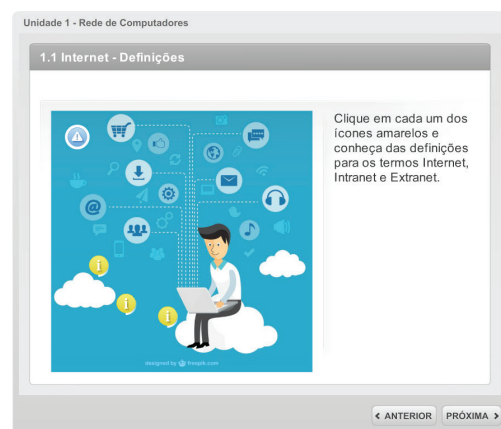 Unidade 1 - Rede de Computadores
1.1 Internet - Definições
Clique em cada um dos
ícones amarelos e
conheça das definições
para os termos Internet,
Intranet e Extranet.
@
i
i
i
designed by freepik.com
ANTERIOR
PRÓXIMA